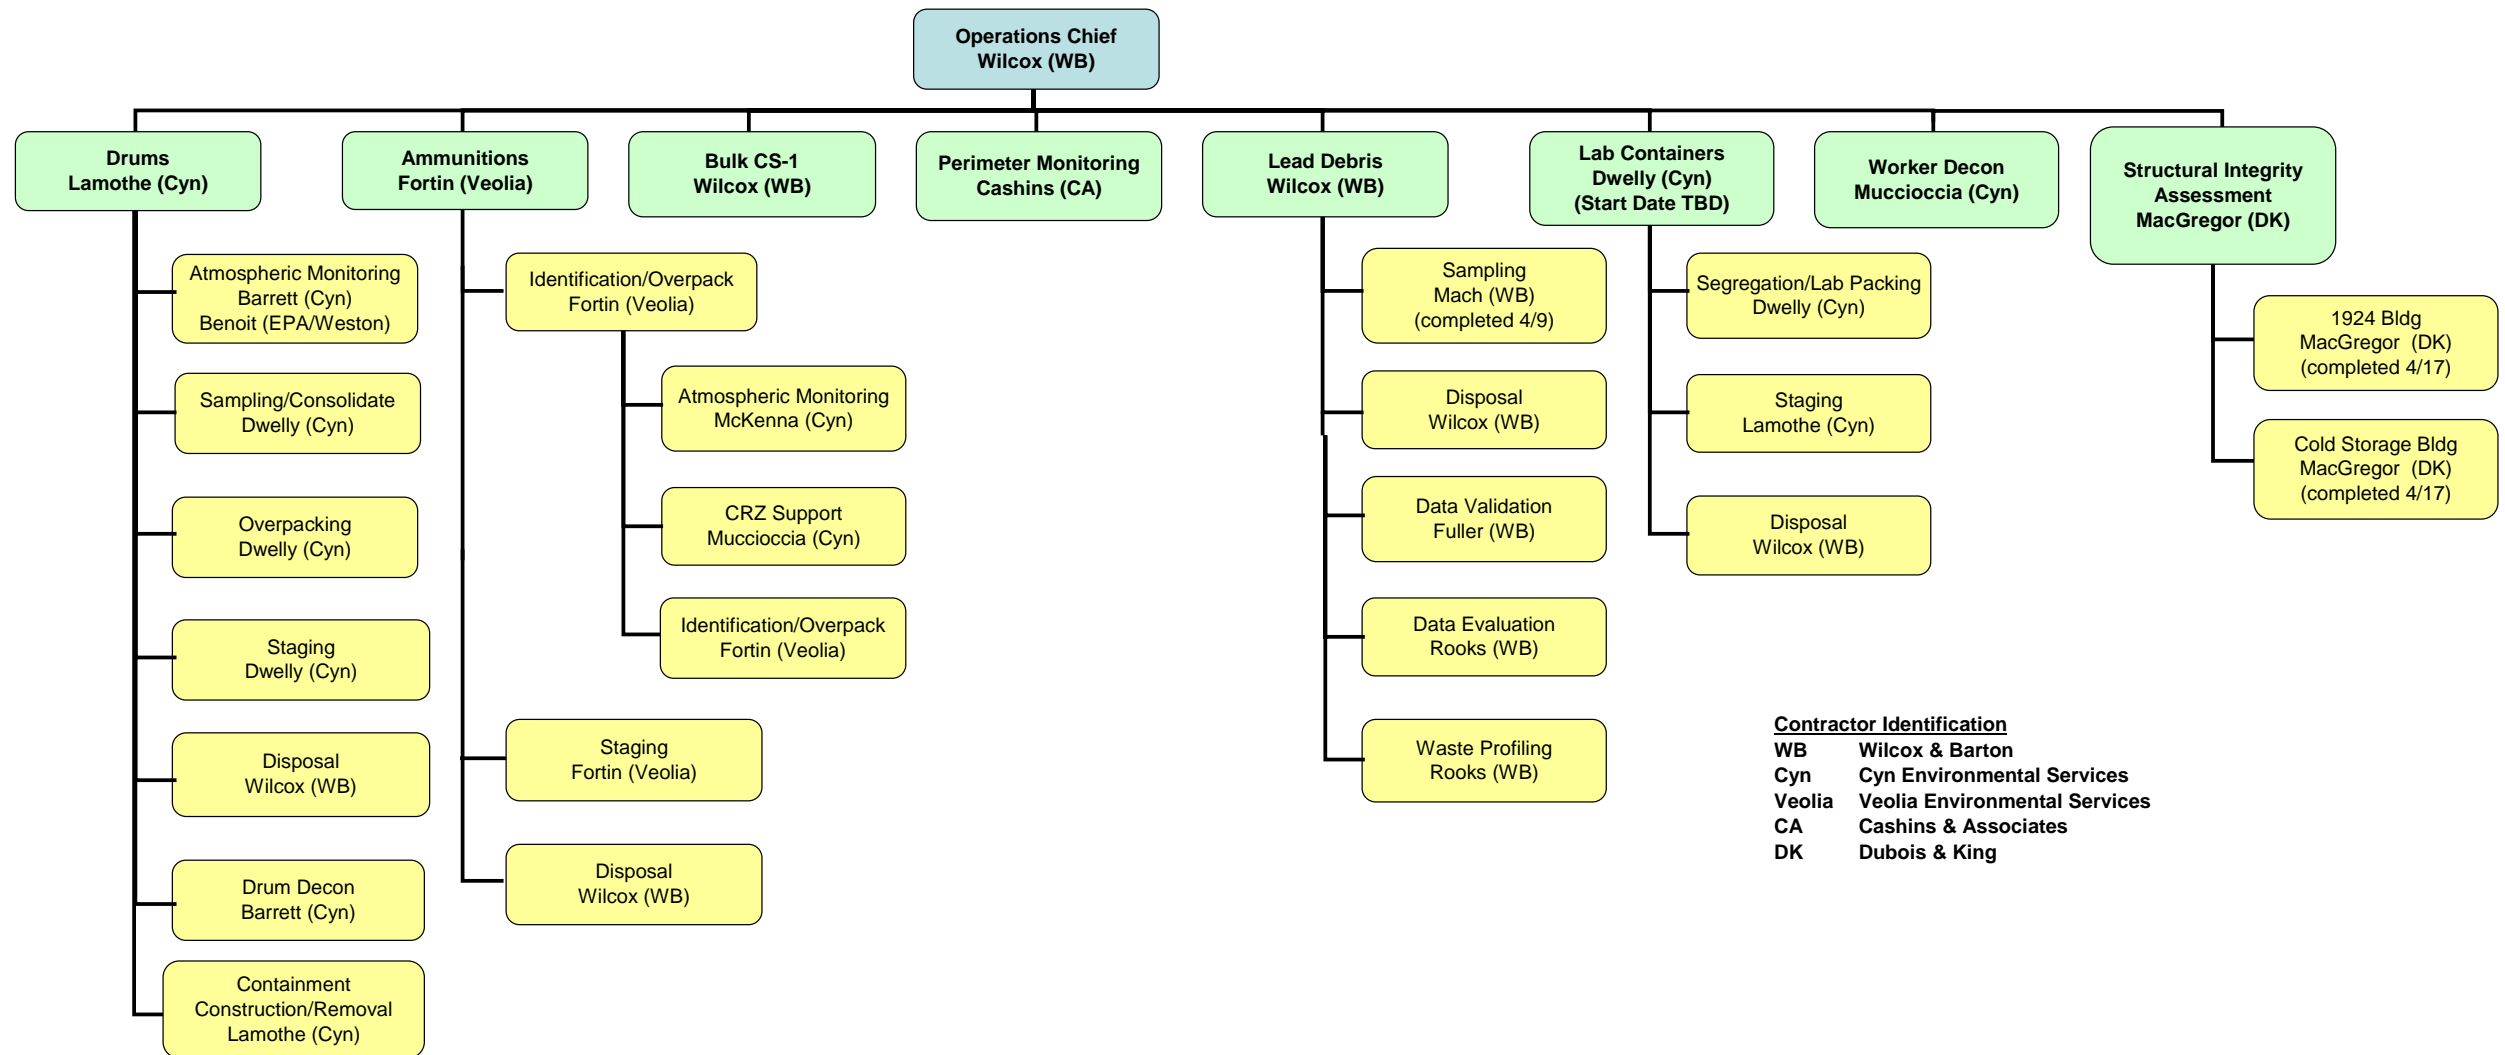 Operations Chief
Wilcox (WB)
Drums
Lamothe (Cyn)
Atmospheric Monitoring
Barrett (Cyn)
Benoit (EPA/Weston)
Sampling/Consolidate
Dwelly (Cyn)
Overpacking
Dwelly (Cyn)
Staging
Dwelly (Cyn)
Disposal
Wilcox (WB)
Drum Decon
Barrett (Cyn)
Containment
Construction/Removal
Lamothe (Cyn)
Ammunitions
Fortin (Veolia)
Identification/Overpack
Fortin (Veolia)
Atmospheric Monitoring
McKenna (Cyn)
CRZ Support
Muccioccia (Cyn)
Identification/Overpack
Fortin (Veolia)
Staging
Fortin (Veolia)
Disposal
Wilcox (WB)
Bulk CS-1
Wilcox (WB)
Perimeter Monitoring
Cashins (CA)
Lead Debris
Wilcox (WB)
Sampling
Mach (WB)
(completed 4/9)
Disposal
Wilcox (WB)
Data Validation
Fuller (WB)
Data Evaluation
Rooks (WB)
Waste Profiling
Rooks (WB)
Lab Containers
Dwelly (Cyn)
(Start Date TBD)
Segregation/Lab Packing
Dwelly (Cyn)
Staging
Lamothe (Cyn)
Disposal
Wilcox (WB)
Worker Decon
Muccioccia (Cyn)
Structural Integrity
Assessment
MacGregor (DK)
1924 Bldg
MacGregor (DK)
(completed 4/17)
Cold Storage Bldg
MacGregor (DK)
(completed 4/17)
Contractor Identification
WB Wilcox & Barton
Cyn Cyn Environmental Services
Veolia Veolia Environmental Services
CA Cashins & Associates
DK Dubois & King